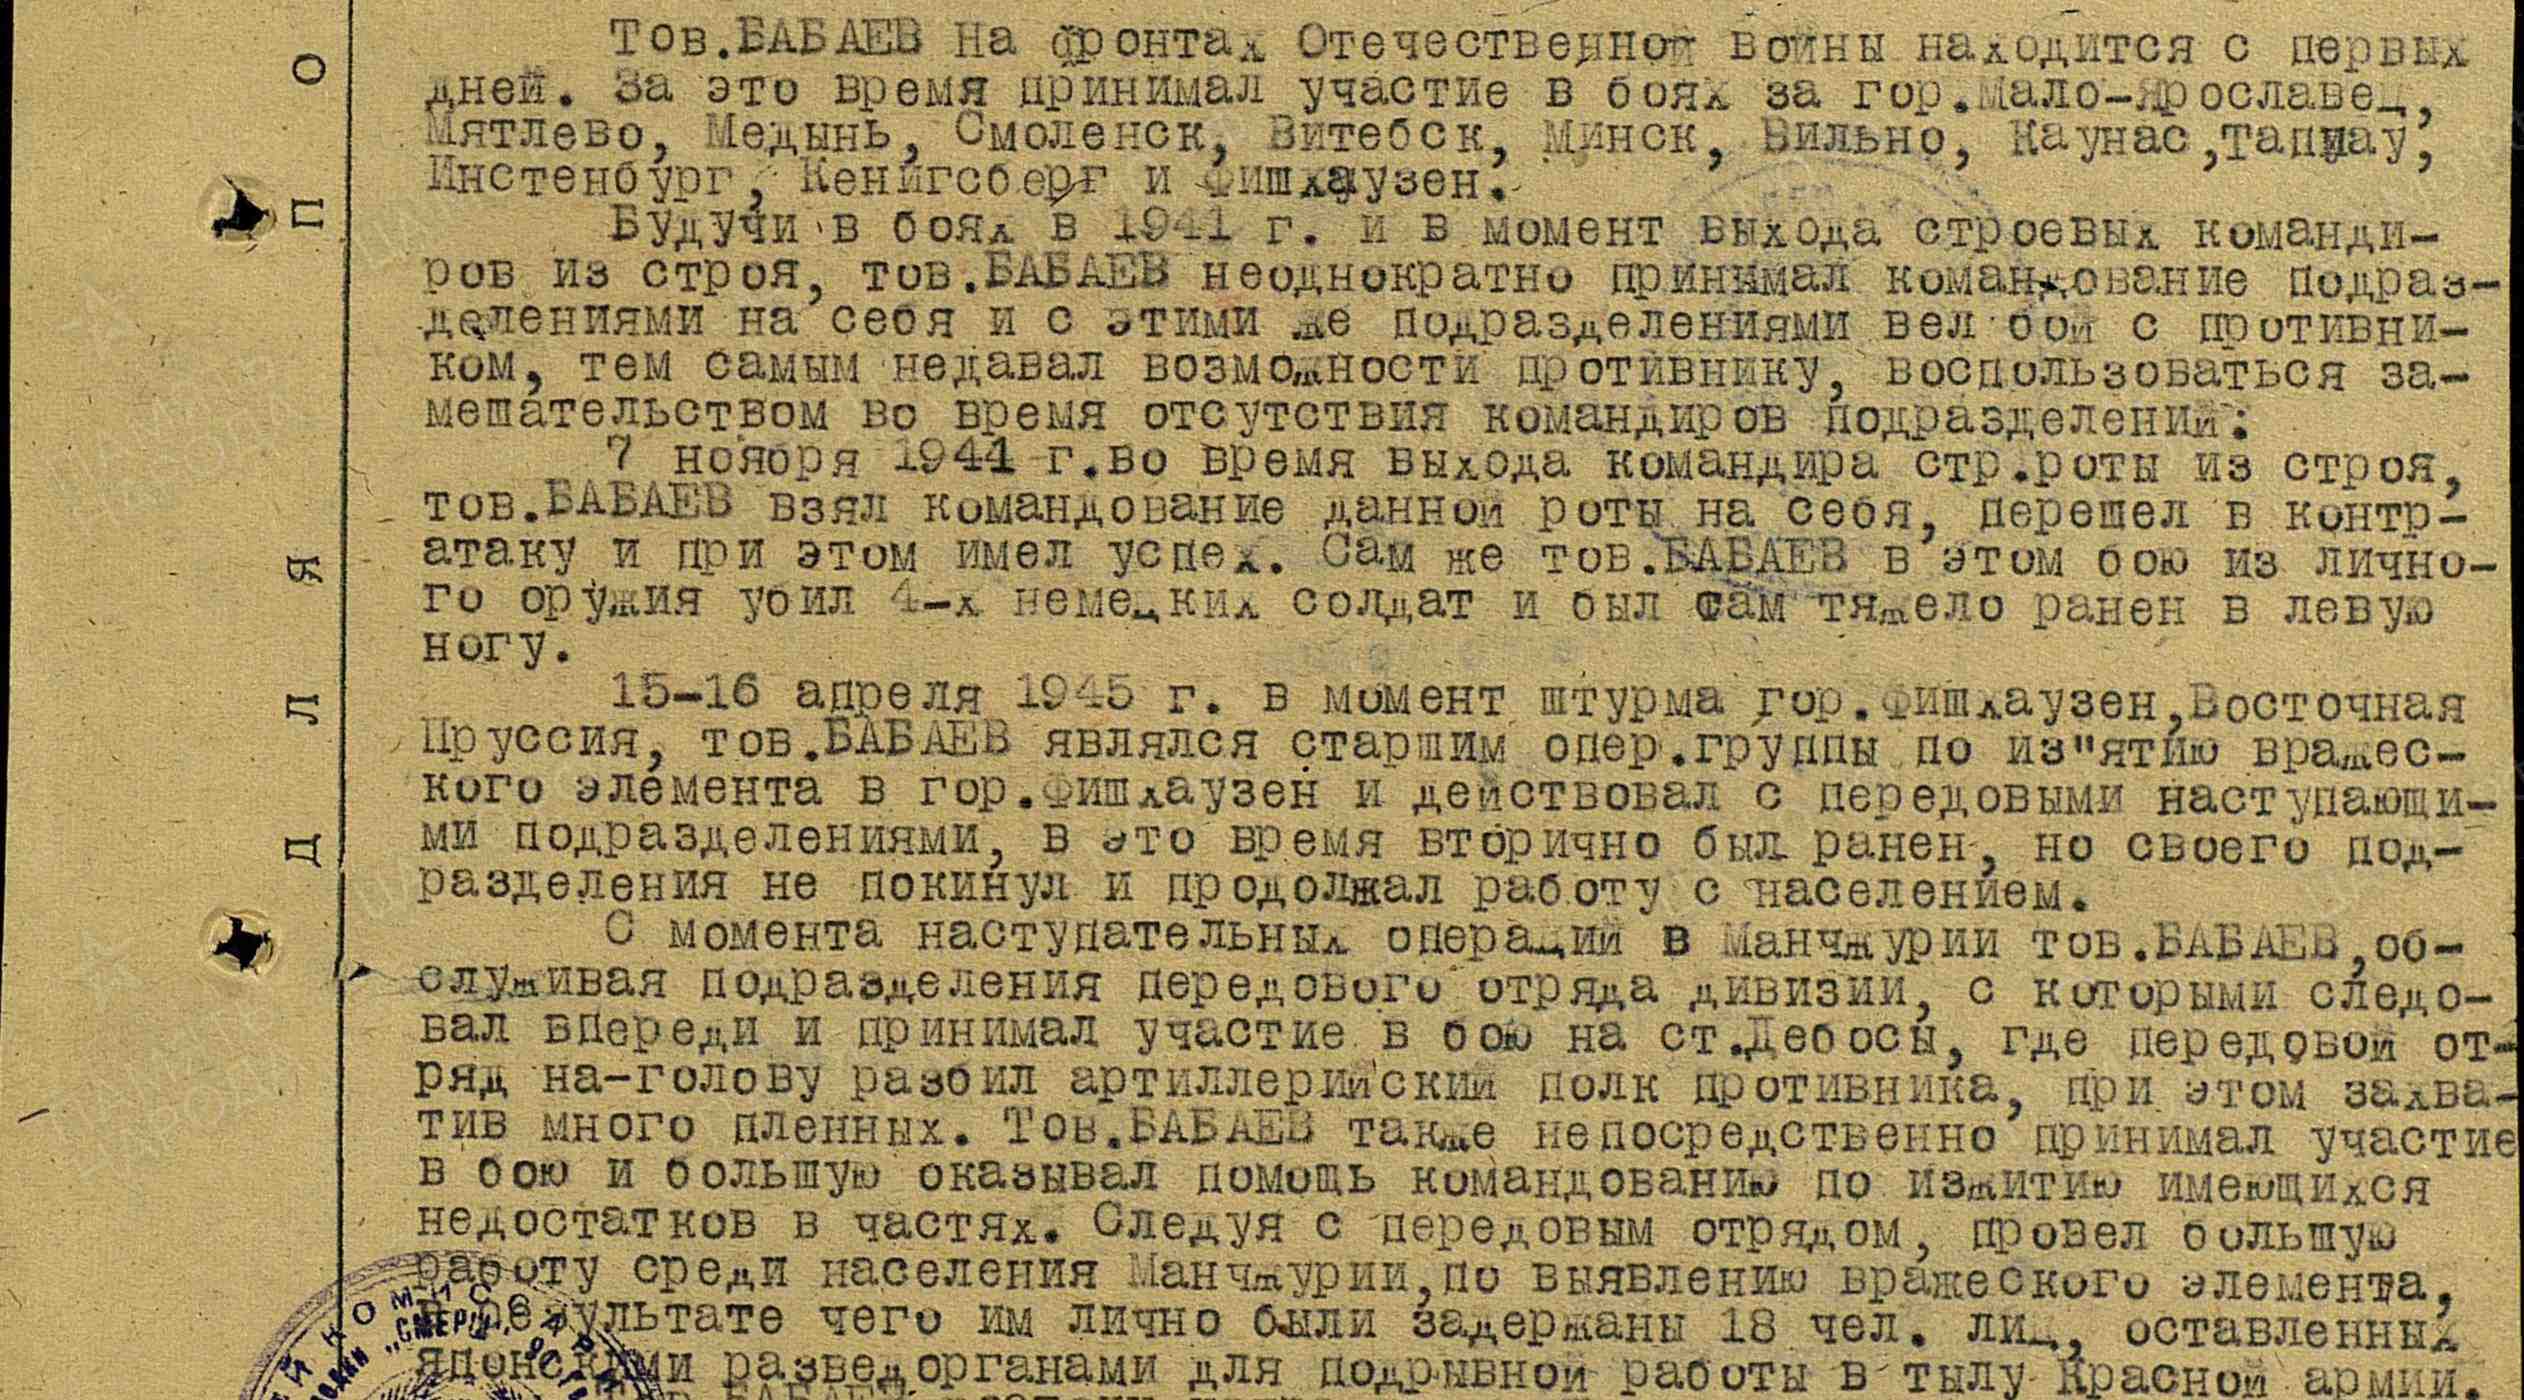 Тов.БАБАЕВ На фронтах Отечественной войны находится с первых
дней. За это время принимал участие в боях за гор.Мало-Ярославец,
Мятлево, Медынь, Смоленск, Витебск, Минск, Вильно, Каунас,Тапиау,
Инстенбург, Кенигсберг и Фишхаузен.
Будучи в боях в 1941 г. и в момент выхода строевых команди-
ров из строя, тов.БАБАЕВ неоднократно принимал командование подраз-
делениями на себя и с этими же подразделениями вел бой с противни-
ком, тем самым недавал возможности противнику, воспользоваться за-
мешательством во время отсутствия командиров подразделений:
7 ноября 1941 г.во время выхода командира стр.роты из строя,
тов.БАБАЕВ взял командование данной роты на себя, перешел в контр-
атаку и при этом имел успех. Сам же тов.БАБАЕВ в этом бою из лично-
го оружия убил 4-х немецких солдат и был сам тяжело ранен в левую
ногу.
15-16 апреля 1945 г. в момент штурма гор.Фишхаузен,Восточная
Пруссия, тов.БАБАЕВ являлся старшим опер.группы по из"ятию вражес-
кого элемента в гор.Фишхаузен и действовал с передовыми наступающи-
ми подразделениями, в это время вторично был ранен, но своего под-
разделения не покинул и продолжал работу с населением.
С момента наступательных операций в Манчжурии тов.БАБАЕВ,об-
служивая подразделения передового отряда дивизии, с которыми следо-
вал впереди и принимал участие в бою на ст.Дебосы, где передовой от-
ряд на-голову разбил артиллерийский полк противника, при этом захва-
тив много пленных. Тов.БАБАЕВ также непосредственно принимал участие
в бою и большую оказывал помощь командованию по изжитию имеющихся
недостатков в частях. Следуя с передовым отрядом, провел большую
работу среди населения Манчжурии,по выявлению вражеского элемента,
в результате чего им лично были задержаны 18 чел. лиц, оставленных
японскими разведорганами для подрывной работы в тылу Красной армии.
ДЛЯ ПО
"СМЕРШ"